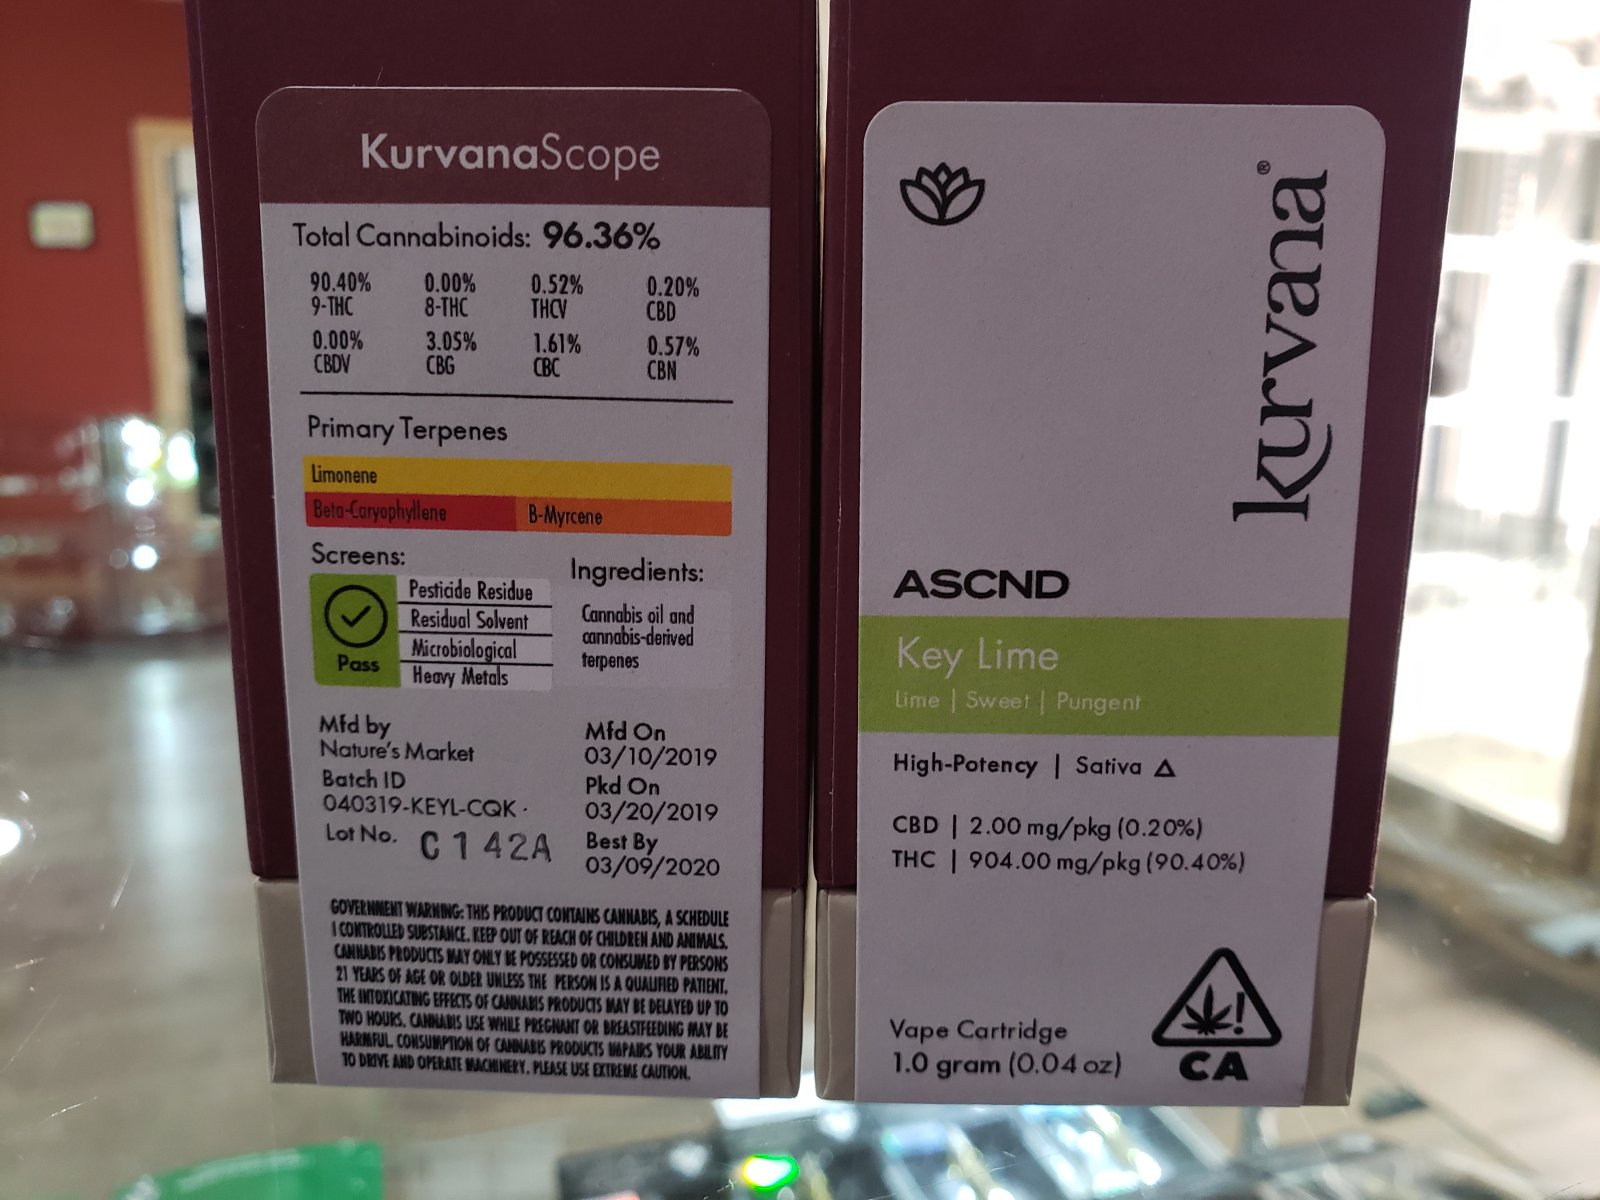 KurvanaScope
Total Cannabinoids: 96.36%
90.40% 0.00% 0.52% 0.20%
9-THC 8-THC THCV CBD
0.00% 3.05% 1.61% 0.57%
CBDV CBG CBC CBN
Primary Terpenes
Limonene
Beta-Caryophyllene B-Myrcene
Screens:
Pass
Pesticide Residue
Residual Solvent
Microbiological
Heavy Metals
Ingredients:
Cannabis oil and
cannabis-derived
terpenes
Mfd by
Nature's Market
Batch ID
040319-KEYL-CQK
Lot No. C142A
Mfd On
03/10/2019
Pkd On
03/20/2019
Best By
03/09/2020
GOVERNMENT WARNING: THIS PRODUCT CONTAINS CANNABIS, A SCHEDULE
I CONTROLLED SUBSTANCE. KEEP OUT OF REACH OF CHILDREN AND ANIMALS.
CANNABIS PRODUCTS MAY ONLY BE POSSESSED OR CONSUMED BY PERSONS
21 YEARS OF AGE OR OLDER UNLESS THE PERSON IS A QUALIFIED PATIENT.
THE INTOXICATING EFFECTS OF CANNABIS PRODUCTS MAY BE DELAYED UP TO
TWO HOURS. CANNABIS USE WHILE PREGNANT OR BREASTFEEDING MAY BE
HARMFUL. CONSUMPTION OF CANNABIS PRODUCTS IMPAIRS YOUR ABILITY
TO DRIVE AND OPERATE MACHINERY. PLEASE USE EXTREME CAUTION.
kurvana®
ASCND
Key Lime
Lime | Sweet | Pungent
High-Potency | Sativa
CBD | 2.00 mg/pkg (0.20%)
THC | 904.00 mg/pkg (90.40%)
Vape Cartridge
1.0 gram (0.04 oz)
!
CA